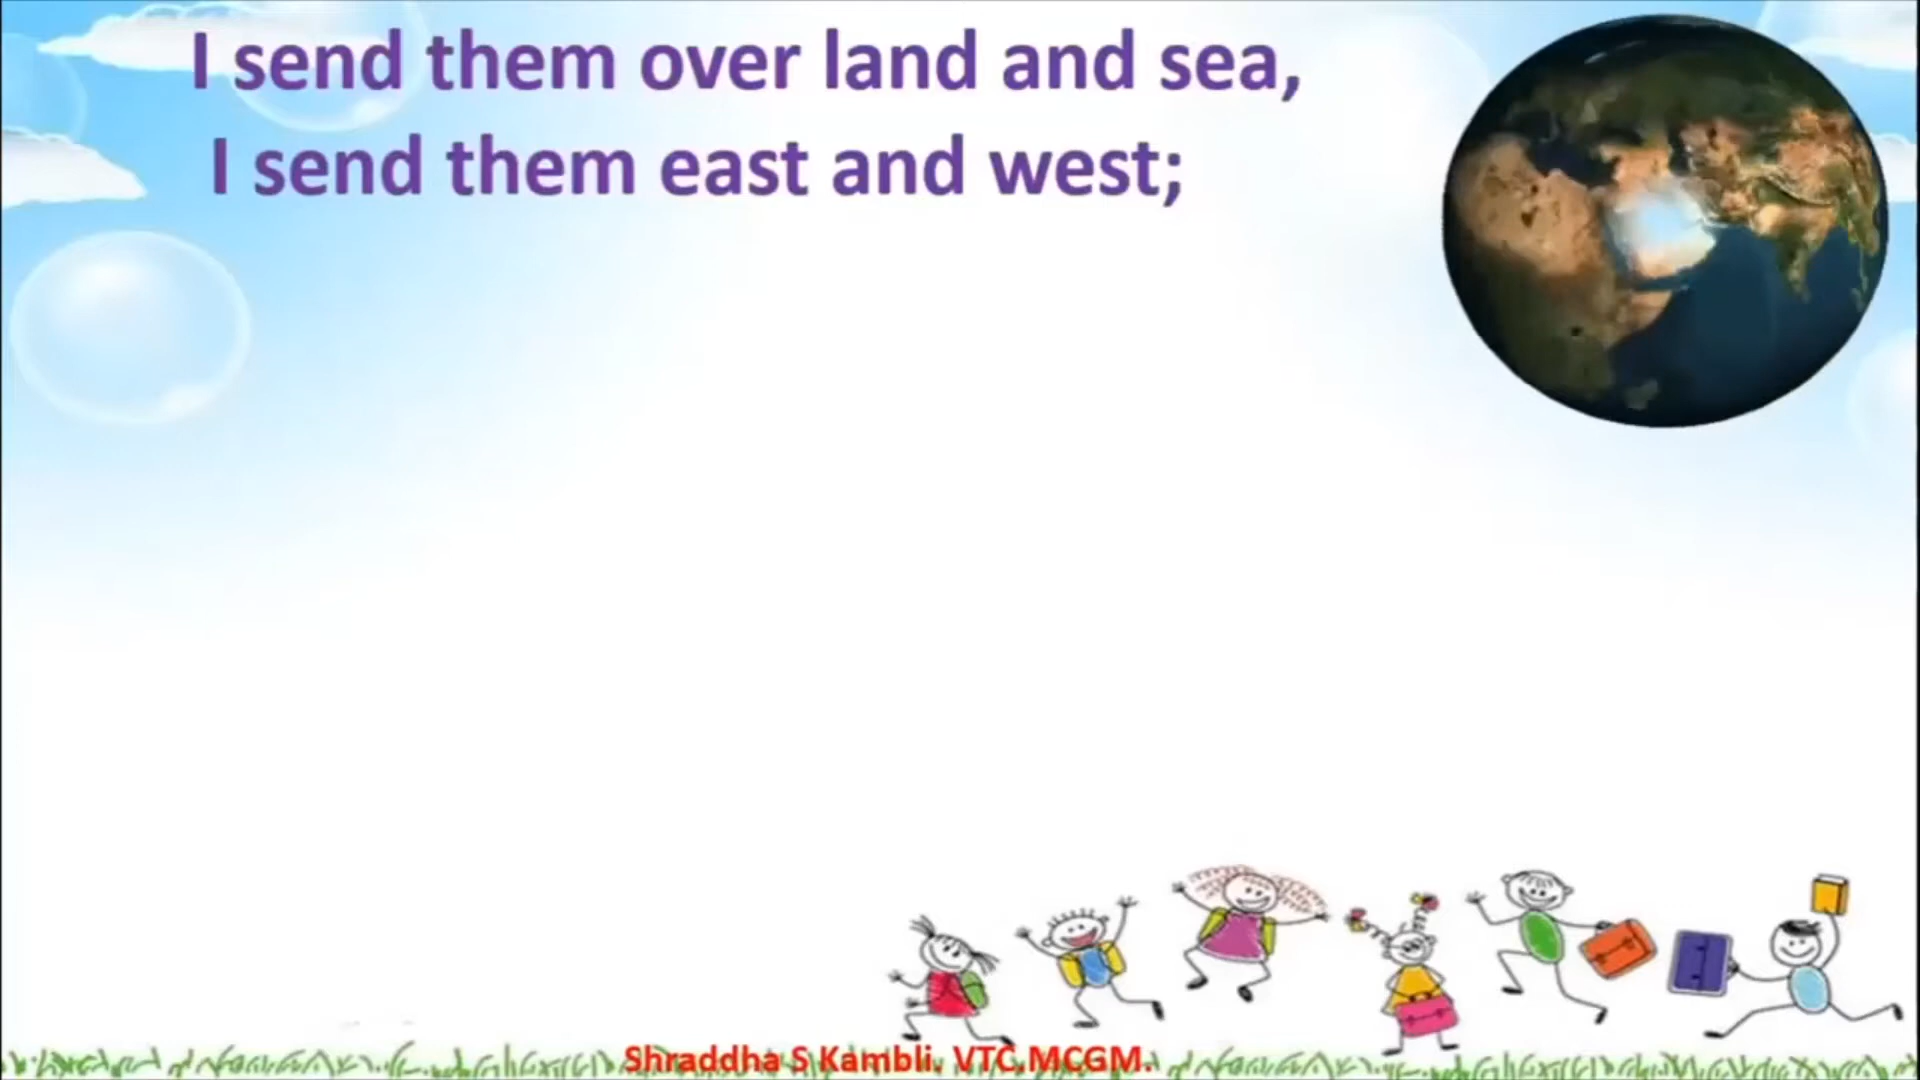 I send them over land and sea,
I send them east and west;
Shraddha S Kambli. VTC.MCGM.